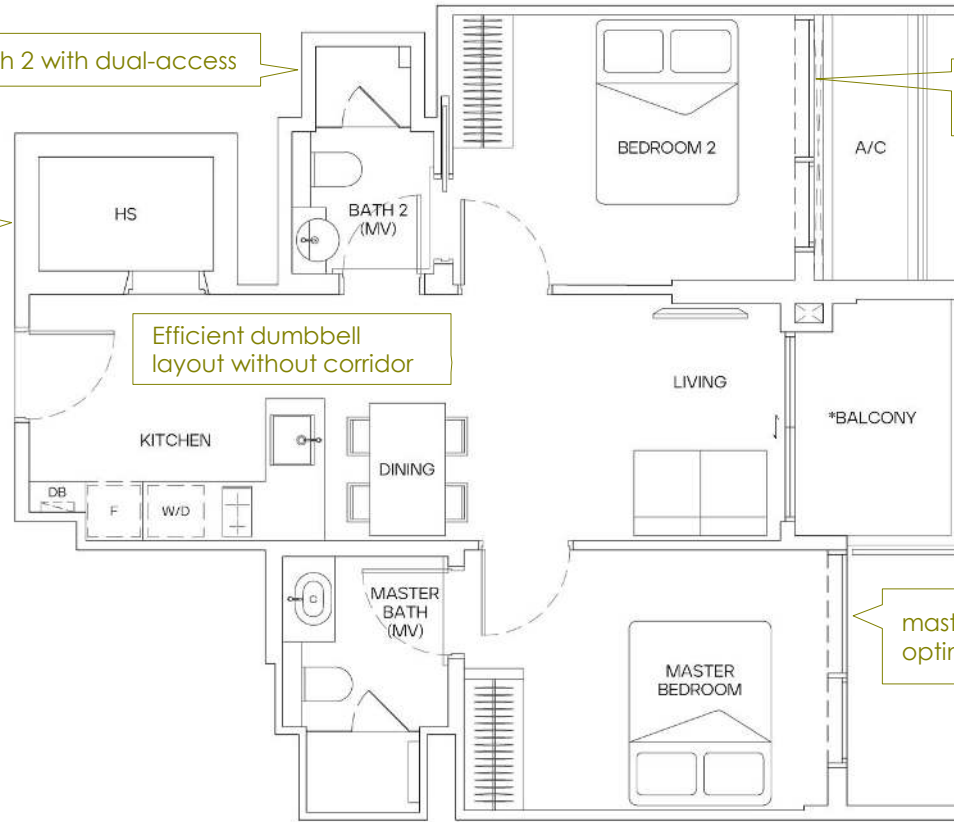 h 2 with dual-access
BEDROOM 2
A/C
HS
BATH 2
(MV)
Efficient dumbbell
layout without corridor
LIVING
*BALCONY
KITCHEN
DINING
DB
F
W/D
C
MASTER
BATH
(MV)
MASTER
BEDROOM
mast
optim